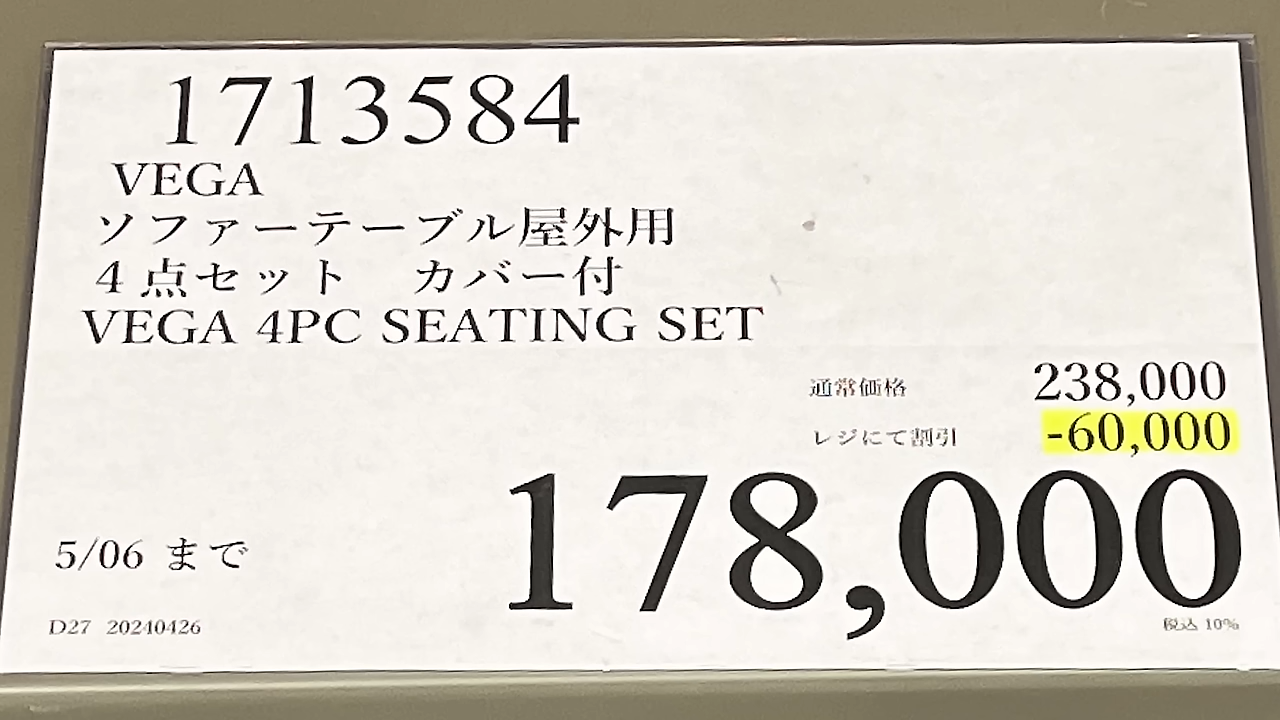 1713584
VEGA
ソファーテーブル屋外用
4点セット　カバー付
VEGA 4PC SEATING SET
通常価格 238,000
レジにて割引 -60,000
178,000
5/06 まで
D27 20240426
税込 10%